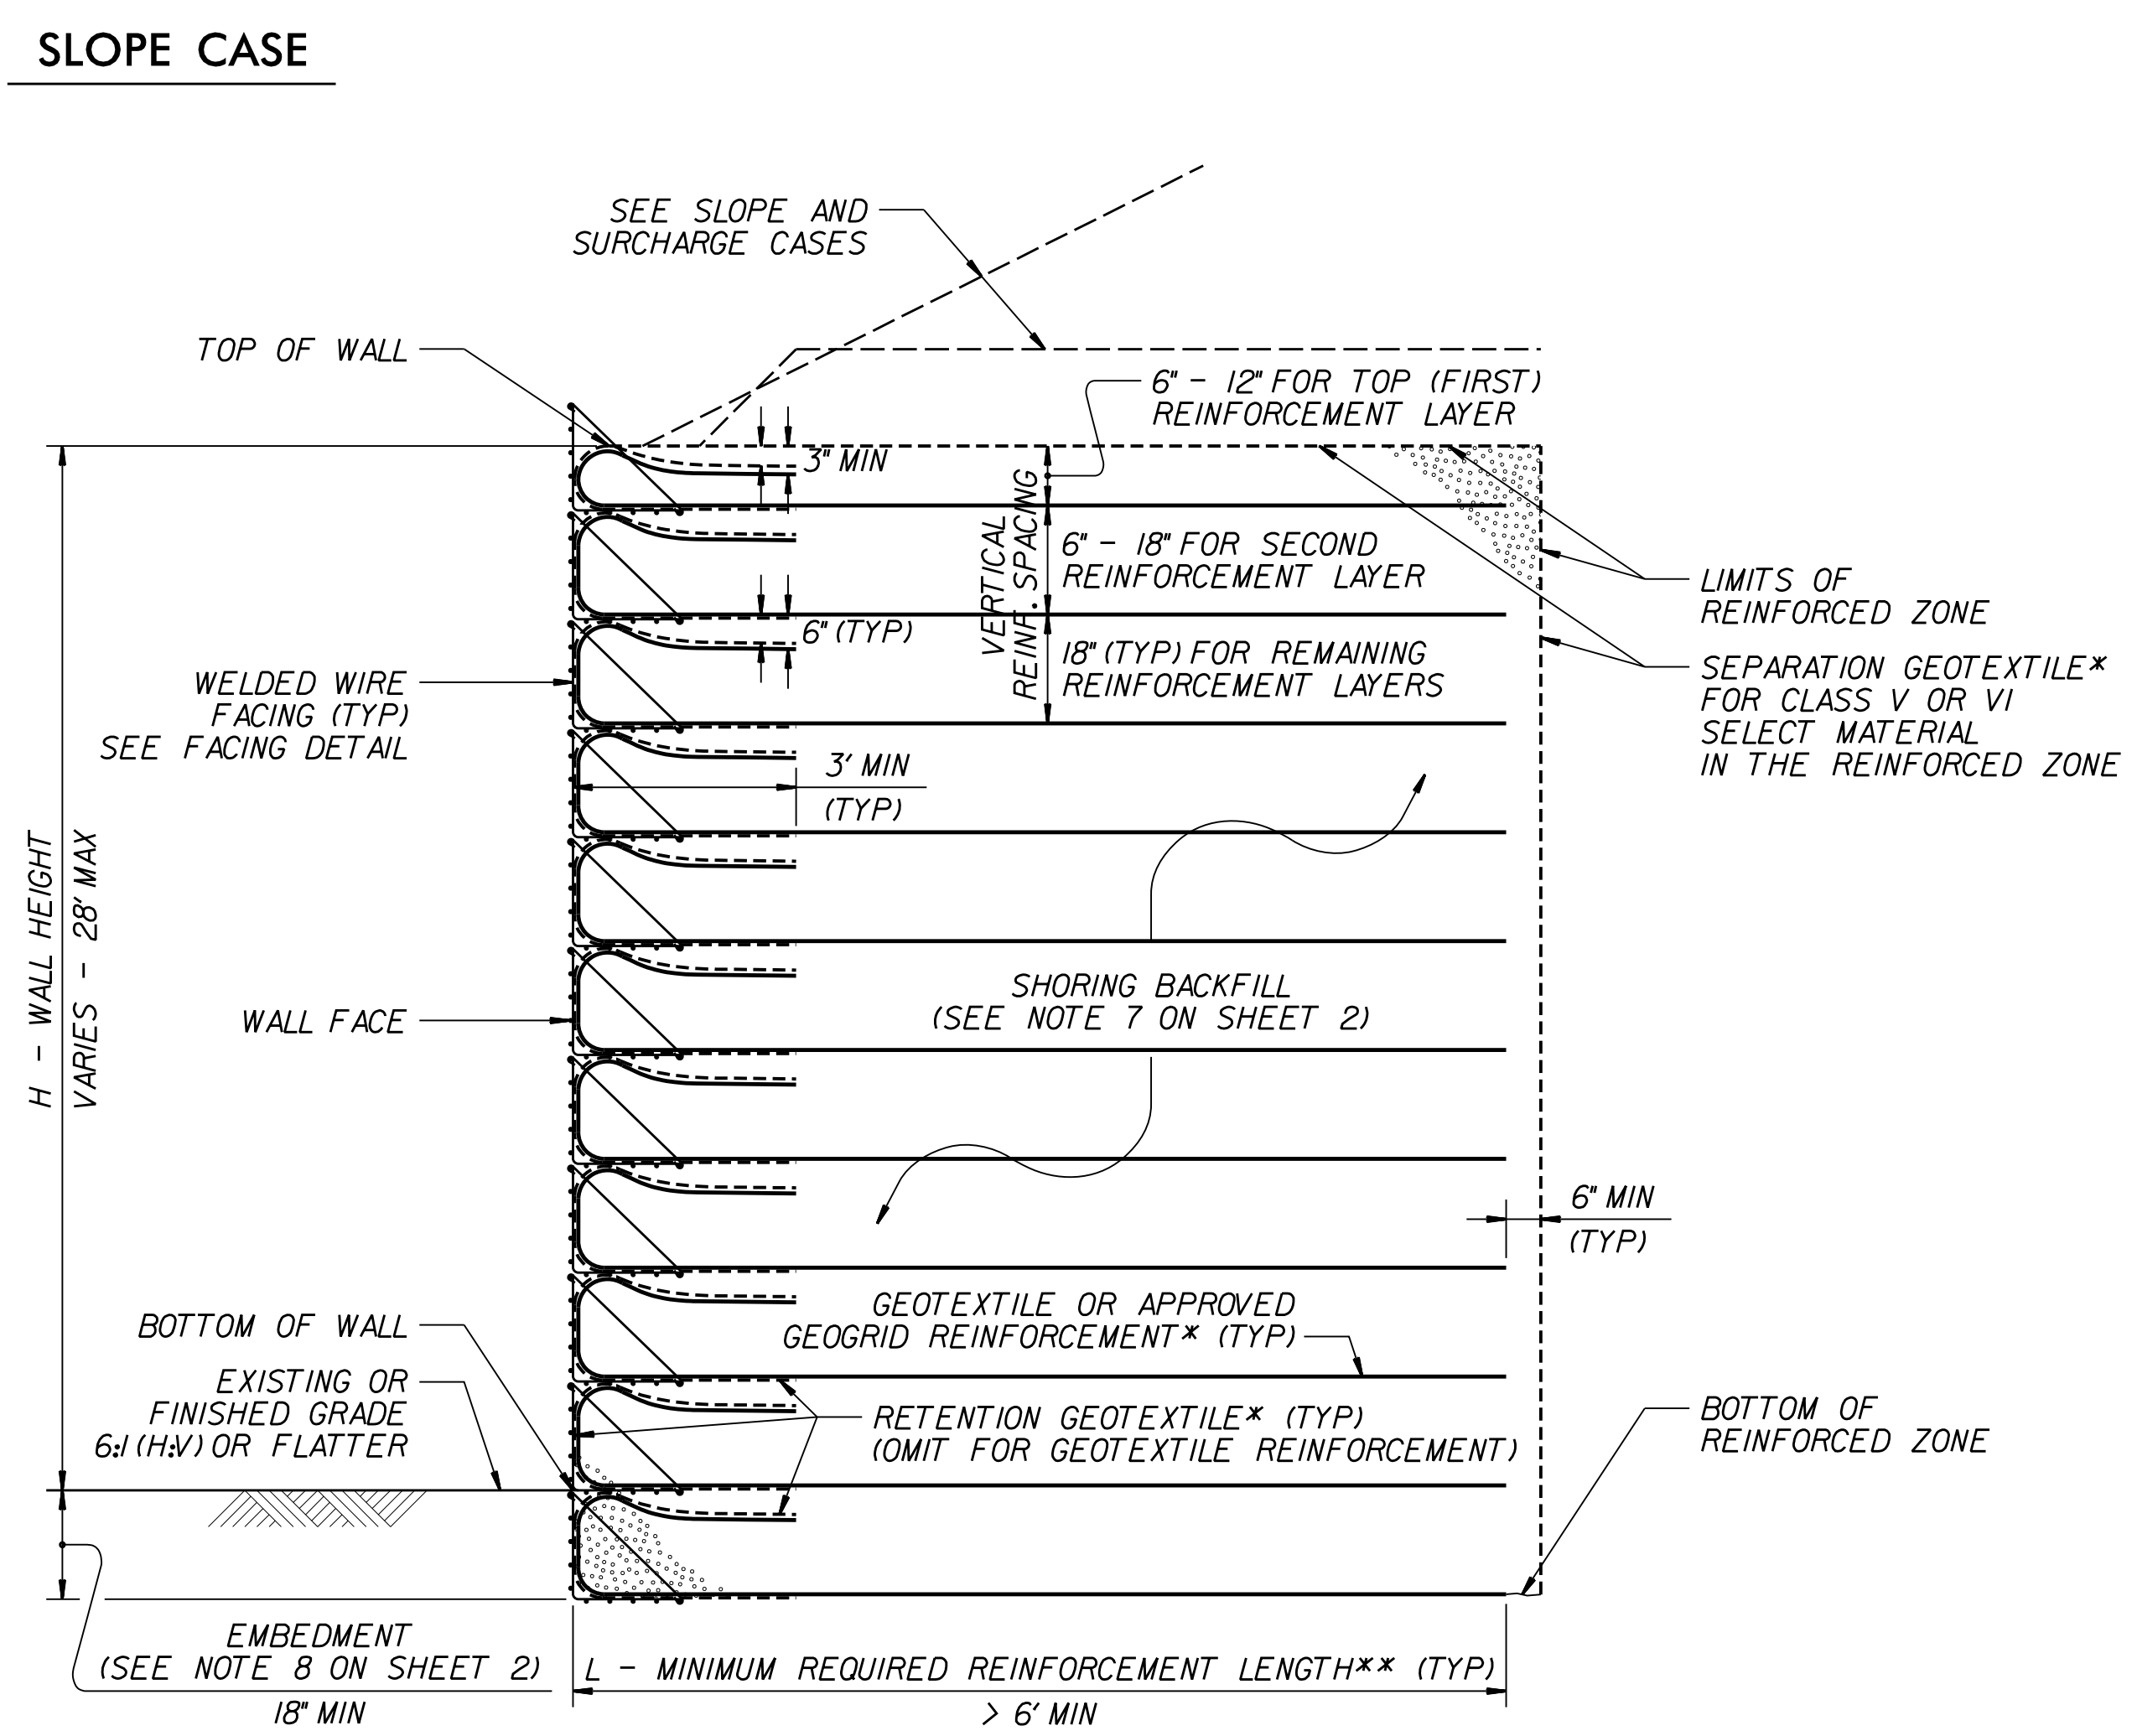 SLOPE CASE
SEE SLOPE AND
SURCHARGE CASES
TOP OF WALL
6" - 12" FOR TOP (FIRST)
REINFORCEMENT LAYER
3" MIN
VERTICAL
REINF. SPACING
6" - 18" FOR SECOND
REINFORCEMENT LAYER
LIMITS OF
REINFORCED ZONE
6" (TYP)
18" (TYP) FOR REMAINING
REINFORCEMENT LAYERS
SEPARATION GEOTEXTILE*
FOR CLASS V OR VI
SELECT MATERIAL
IN THE REINFORCED ZONE
WELDED WIRE
FACING (TYP)
SEE FACING DETAIL
3' MIN
(TYP)
H - WALL HEIGHT
VARIES - 28' MAX
WALL FACE
SHORING BACKFILL
(SEE NOTE 7 ON SHEET 2)
6" MIN
(TYP)
BOTTOM OF WALL
GEOTEXTILE OR APPROVED
GEOGRID REINFORCEMENT* (TYP)
EXISTING OR
FINISHED GRADE
6:1 (H:V) OR FLATTER
RETENTION GEOTEXTILE* (TYP)
(OMIT FOR GEOTEXTILE REINFORCEMENT)
BOTTOM OF
REINFORCED ZONE
EMBEDMENT
(SEE NOTE 8 ON SHEET 2)
18" MIN
L - MINIMUM REQUIRED REINFORCEMENT LENGTH** (TYP)
> 6' MIN